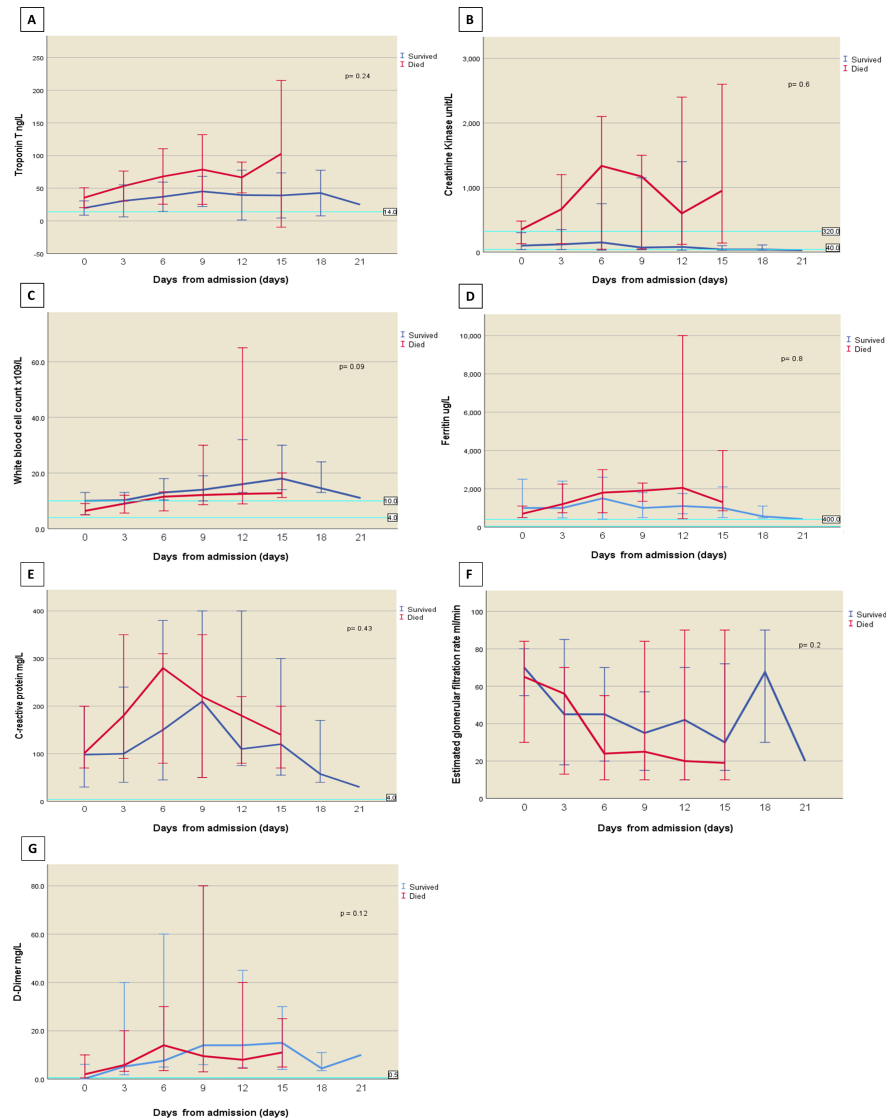 A
Survived
Died
p= 0.24
250
200
150
100
50
0
-50
14.0
Troponin T ng/L
0 3 6 9 12 15 18 21
Days from admission (days)
B
Survived
Died
p= 0.6
3,000
2,000
1,000
0
320.0
40.0
Creatinine Kinase unit/L
0 3 6 9 12 15 18 21
Days from admission (days)
C
Survived
Died
p= 0.09
60.0
40.0
20.0
0.0
10.0
4.0
White blood cell count x109/L
0 3 6 9 12 15 18 21
Days from admission (days)
D
Survived
Died
p= 0.8
10,000
8,000
6,000
4,000
2,000
0
400.0
Ferritin ug/L
0 3 6 9 12 15 18 21
Days from admission (days)
E
Survived
Died
p= 0.43
400
300
200
100
0
4.0
C-reactive protein mg/L
0 3 6 9 12 15 18 21
Days from admission (days)
F
Survived
Died
p= 0.2
100
80
60
40
20
0
Estimated glomerular filtration rate ml/min
0 3 6 9 12 15 18 21
Days from admission (days)
G
Survived
Died
p = 0.12
80.0
60.0
40.0
20.0
0.0
0.5
D-Dimer mg/L
0 3 6 9 12 15 18 21
Days from admission (days)